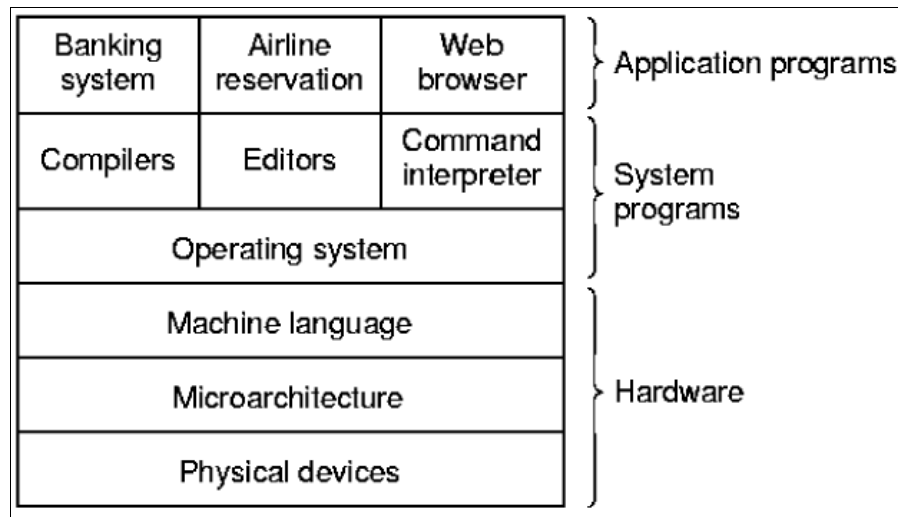 Banking
system
Airline
reservation
Web
browser
Application programs
Compilers
Editors
Command
interpreter
System
programs
Operating system
Machine language
Microarchitecture
Hardware
Physical devices